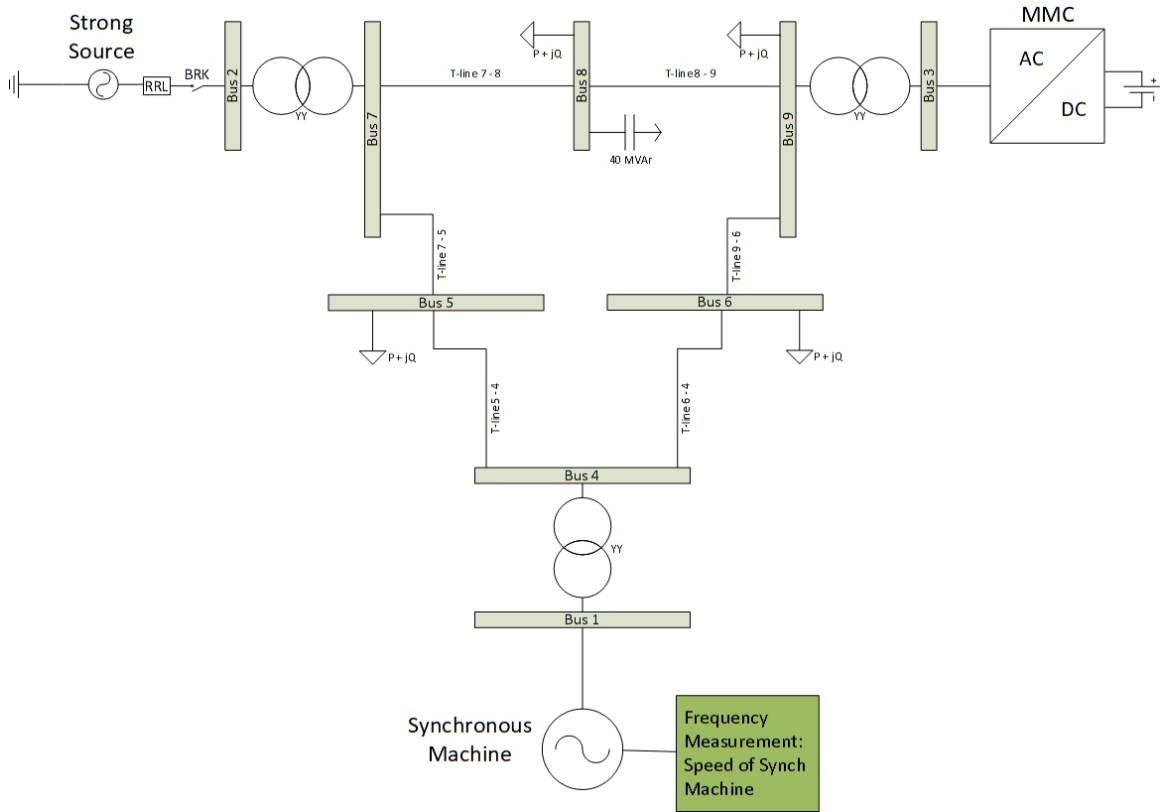 Strong
Source
MMC
P + jQ
P + jQ
AC
DC
+
−
RRL
BRK
Bus 2
YY
Bus 7
T-line 7 - 8
Bus 8
T-line8 - 9
Bus 9
YY
Bus 3
40 MVAr
T-line 7 - 5
T-line 9 - 6
Bus 5
Bus 6
P + jQ
P + jQ
T-line5 - 4
T-line 6 - 4
Bus 4
YY
Bus 1
Synchronous
Machine
Frequency
Measurement:
Speed of Synch
Machine